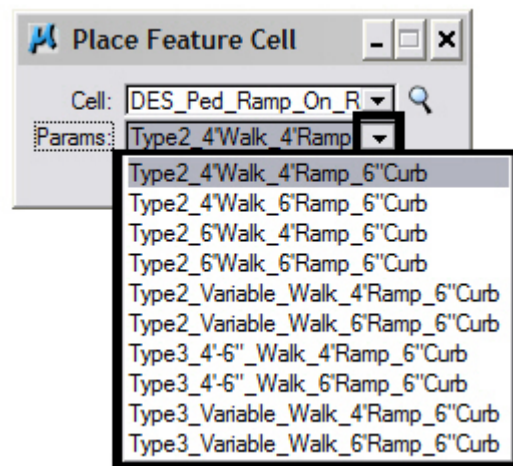 Place Feature Cell
Cell: DES_Ped_Ramp_On_R
Params: Type2_4'Walk_4'Ramp
Type2_4'Walk_4'Ramp_6"Curb
Type2_4'Walk_6'Ramp_6"Curb
Type2_6'Walk_4'Ramp_6"Curb
Type2_6'Walk_6'Ramp_6"Curb
Type2_Variable_Walk_4'Ramp_6"Curb
Type2_Variable_Walk_6'Ramp_6"Curb
Type3_4'-6"_Walk_4'Ramp_6"Curb
Type3_4'-6"_Walk_6'Ramp_6"Curb
Type3_Variable_Walk_4'Ramp_6"Curb
Type3_Variable_Walk_6'Ramp_6"Curb